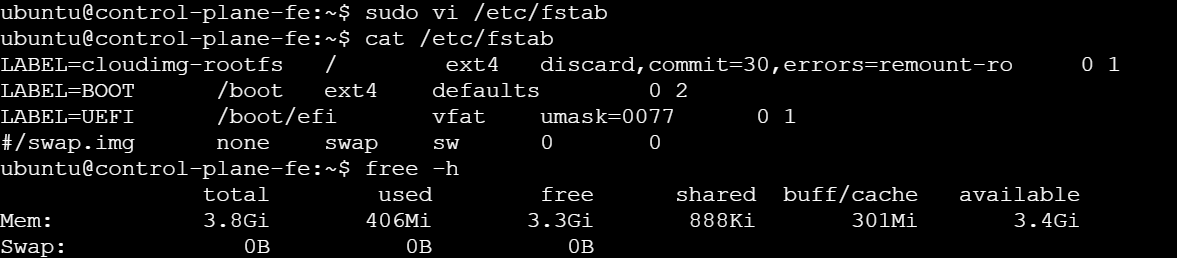 ubuntu@control-plane-fe:~$ sudo vi /etc/fstab
ubuntu@control-plane-fe:~$ cat /etc/fstab
LABEL=cloudimg-rootfs   /        ext4   discard,commit=30,errors=remount-ro     0 1
LABEL=BOOT      /boot   ext4    defaults        0 2
LABEL=UEFI      /boot/efi       vfat    umask=0077      0 1
#/swap.img      none    swap    sw      0       0
ubuntu@control-plane-fe:~$ free -h
               total        used        free      shared  buff/cache   available
Mem:           3.8Gi       406Mi       3.3Gi       888Ki       301Mi       3.4Gi
Swap:             0B          0B          0B